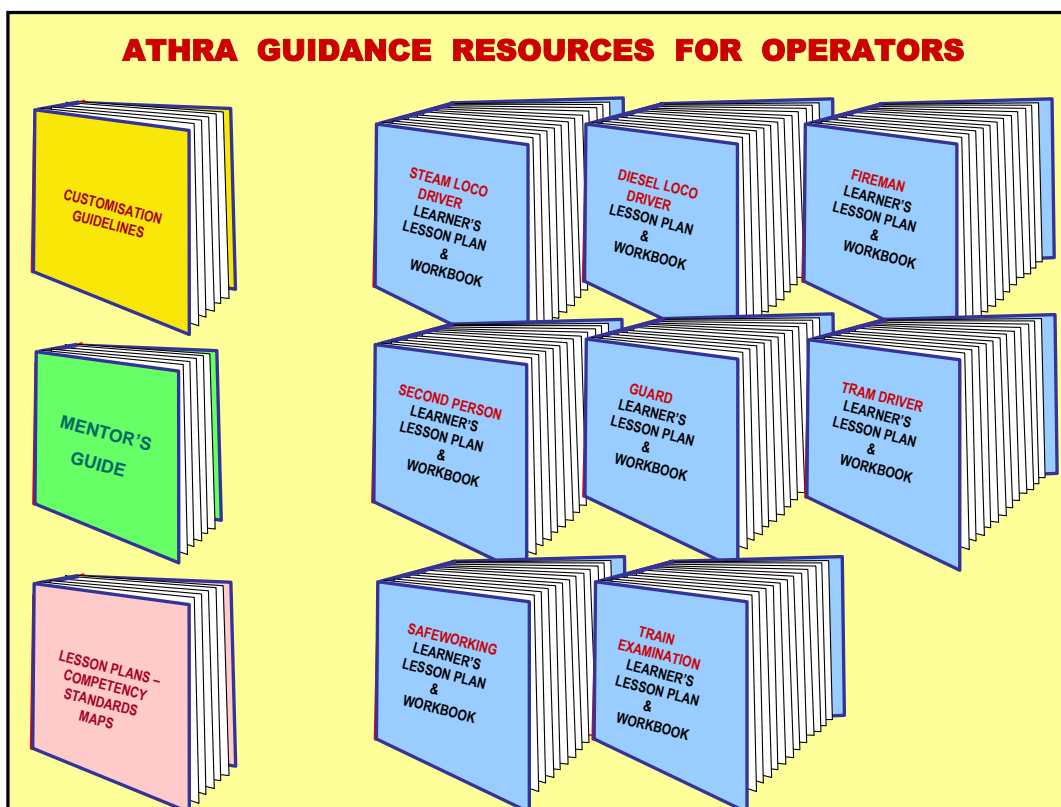 ATHRA GUIDANCE RESOURCES FOR OPERATORS
CUSTOMISATION
GUIDELINES
STEAM LOCO
DRIVER
LEARNER'S
LESSON PLAN
&
WORKBOOK
DIESEL LOCO
DRIVER
LESSON PLAN
&
WORKBOOK
FIREMAN
LEARNER'S
LESSON PLAN
&
WORKBOOK
MENTOR'S
GUIDE
SECOND PERSON
LEARNER'S
LESSON PLAN
&
WORKBOOK
GUARD
LEARNER'S
LESSON PLAN
&
WORKBOOK
TRAM DRIVER
LEARNER'S
LESSON PLAN
&
WORKBOOK
LESSON PLANS –
COMPETENCY
STANDARDS
MAPS
SAFEWORKING
LEARNER'S
LESSON PLAN
&
WORKBOOK
TRAIN
EXAMINATION
LEARNER'S
LESSON PLAN
&
WORKBOOK